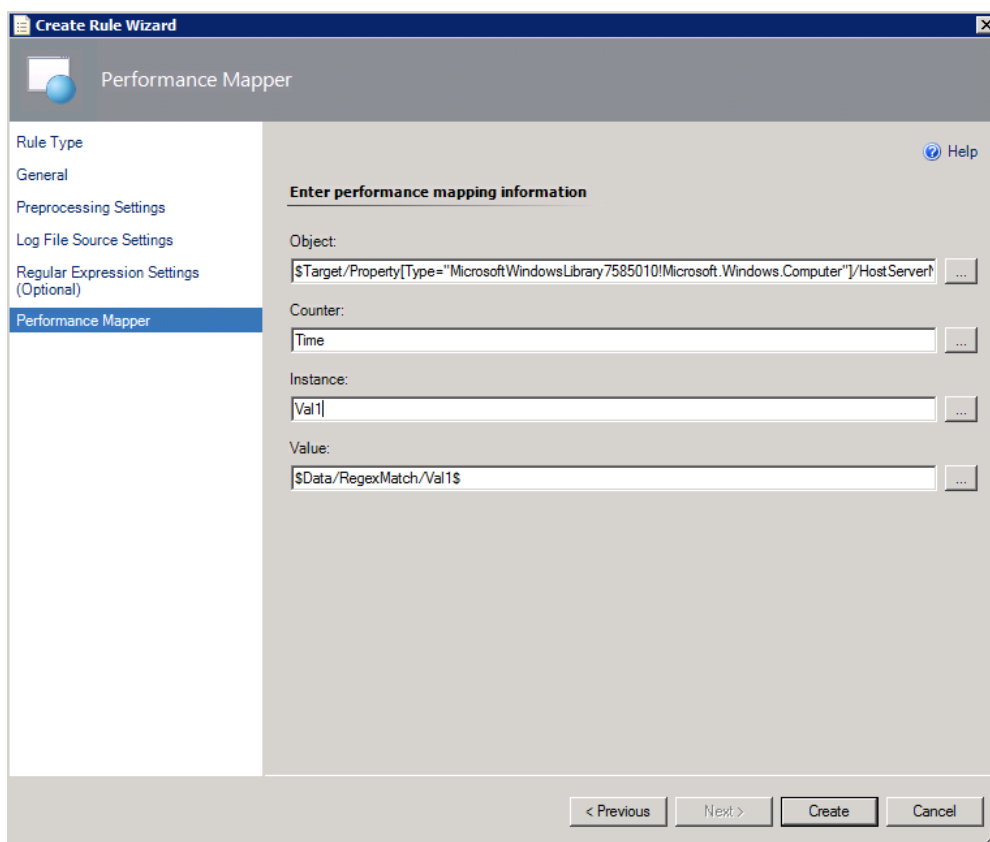 Create Rule Wizard
Performance Mapper
Rule Type
General
Preprocessing Settings
Log File Source Settings
Regular Expression Settings
(Optional)
Performance Mapper
Help
Enter performance mapping information
Object:
$Target/Property[Type="MicrosoftWindowsLibrary7585010!Microsoft.Windows.Computer"]/HostServerN
...
Counter:
Time
...
Instance:
Val1
...
Value:
$Data/RegexMatch/Val1$
...
< Previous
Next >
Create
Cancel